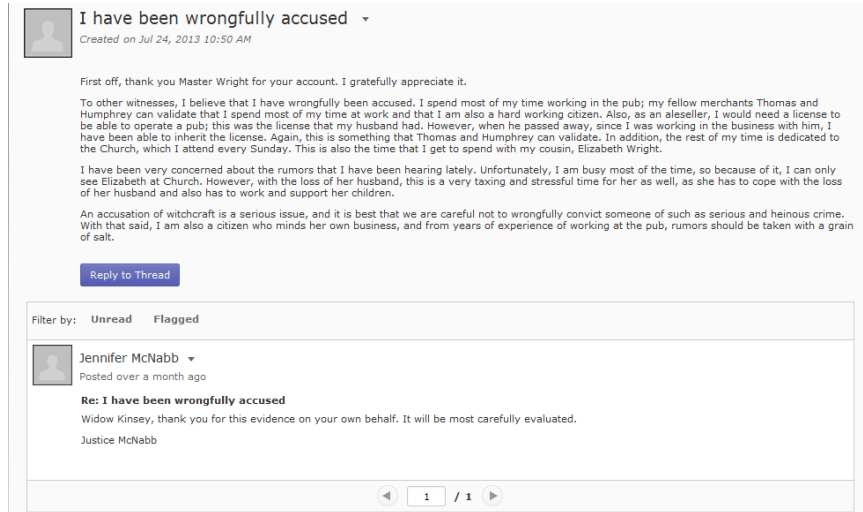 I have been wrongfully accused
Created on Jul 24, 2013 10:50 AM
First off, thank you Master Wright for your account. I gratefully appreciate it.
To other witnesses, I believe that I have wrongfully been accused. I spend most of my time working in the pub; my fellow merchants Thomas and
Humphrey can validate that I spend most of my time at work and that I am also a hard working citizen. Also, as an aleseller, I would need a license to
be able to operate a pub; this was the license that my husband had. However, when he passed away, since I was working in the business with him, I
have been able to inherit the license. Again, this is something that Thomas and Humphrey can validate. In addition, the rest of my time is dedicated to
the Church, which I attend every Sunday. This is also the time that I get to spend with my cousin, Elizabeth Wright.
I have been very concerned about the rumors that I have been hearing lately. Unfortunately, I am busy most of the time, so because of it, I can only
see Elizabeth at Church. However, with the loss of her husband, this is a very taxing and stressful time for her as well, as she has to cope with the loss
of her husband and also has to work and support her children.
An accusation of witchcraft is a serious issue, and it is best that we are careful not to wrongfully convict someone of such as serious and heinous crime.
With that said, I am also a citizen who minds her own business, and from years of experience of working at the pub, rumors should be taken with a grain
of salt.
Reply to Thread
Filter by: Unread Flagged
Jennifer McNabb
Posted over a month ago
Re: I have been wrongfully accused
Widow Kinsey, thank you for this evidence on your own behalf. It will be most carefully evaluated.
Justice McNabb
1 / 1